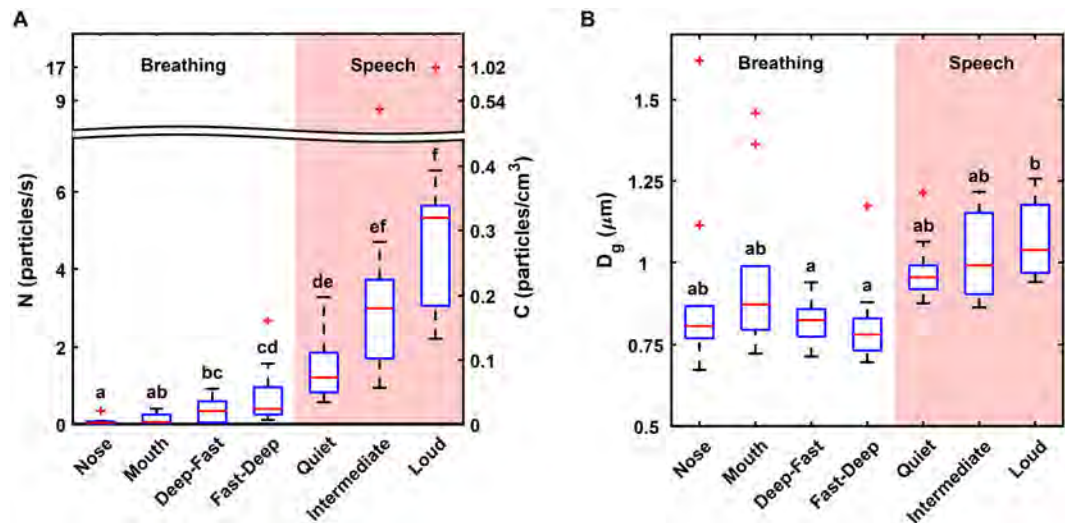 A
Breathing
Speech
17
9
6
4
2
0
1.02
0.54
0.4
0.3
0.2
0.1
0
N (particles/s)
C (particles/cm³)
a
ab
bc
cd
de
ef
f
Nose
Mouth
Deep-Fast
Fast-Deep
Quiet
Intermediate
Loud
B
Breathing
Speech
1.5
1.25
1
0.75
0.5
D_g (μm)
ab
ab
a
a
ab
ab
b
Nose
Mouth
Deep-Fast
Fast-Deep
Quiet
Intermediate
Loud